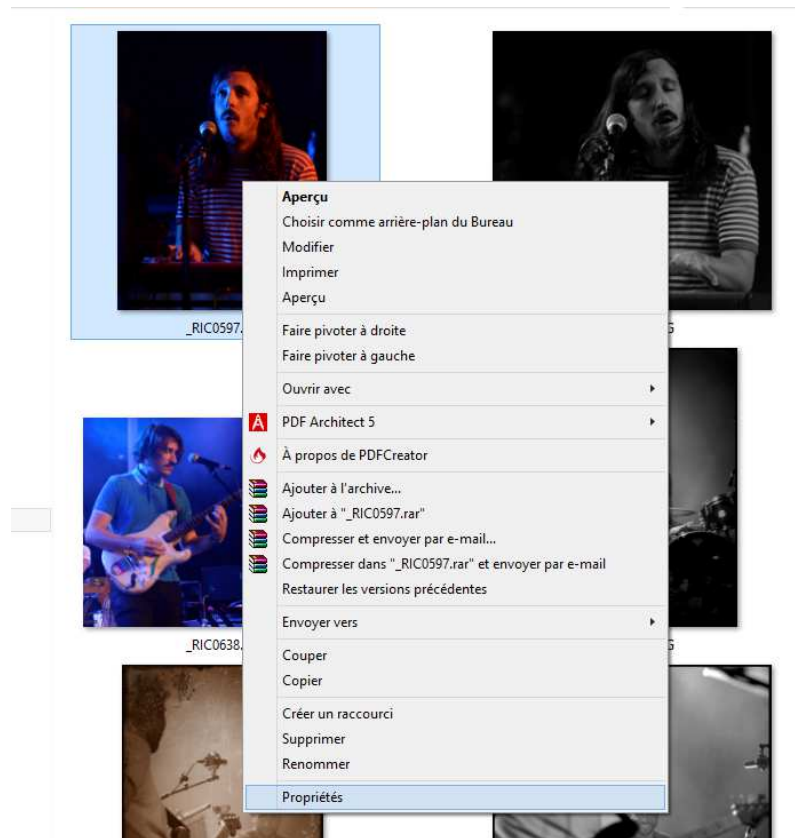 _RIC0597.
Aperçu
Choisir comme arrière-plan du Bureau
Modifier
Imprimer
Aperçu
Faire pivoter à droite
Faire pivoter à gauche
Ouvrir avec
PDF Architect 5
À propos de PDFCreator
Ajouter à l'archive...
Ajouter à "_RIC0597.rar"
Compresser et envoyer par e-mail...
Compresser dans "_RIC0597.rar" et envoyer par e-mail
Restaurer les versions précédentes
Envoyer vers
_RIC0638.
Couper
Copier
Créer un raccourci
Supprimer
Renommer
Propriétés